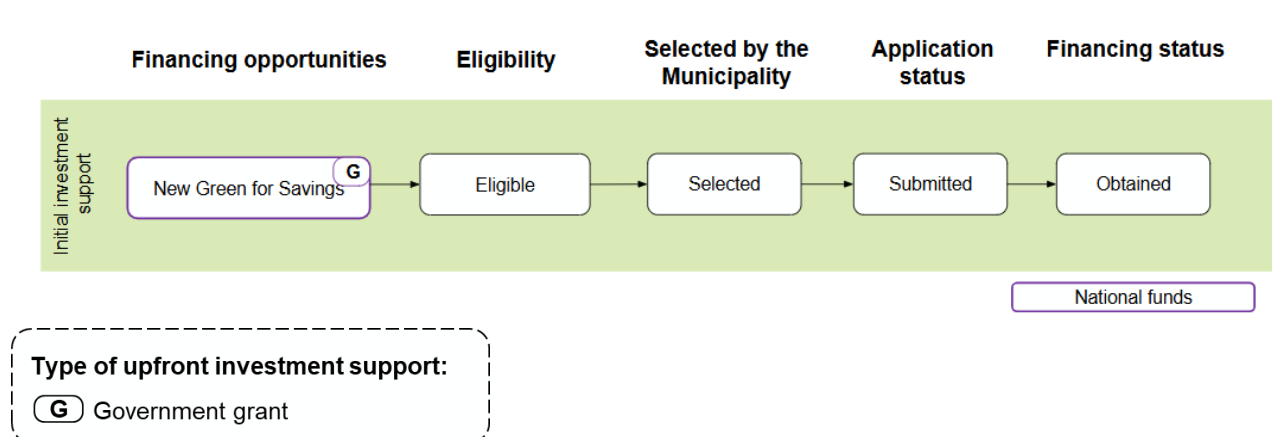 Financing opportunities
Eligibility
Selected by the
Municipality
Application
status
Financing status
Initial investment
support
New Green for Savings
G
Eligible
Selected
Submitted
Obtained
National funds
Type of upfront investment support:
G Government grant